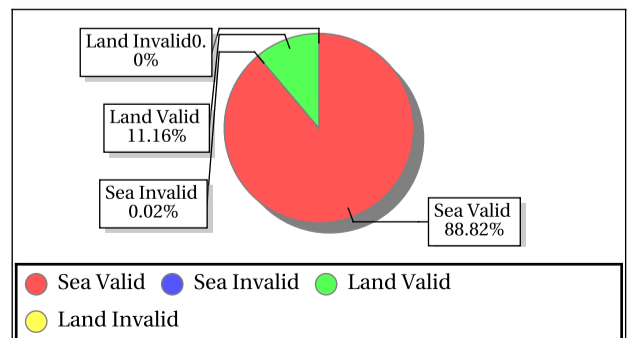 Land Invalid0.
0%
Land Valid
11.16%
Sea Invalid
0.02%
Sea Valid
88.82%
Sea Valid Sea Invalid Land Valid
Land Invalid